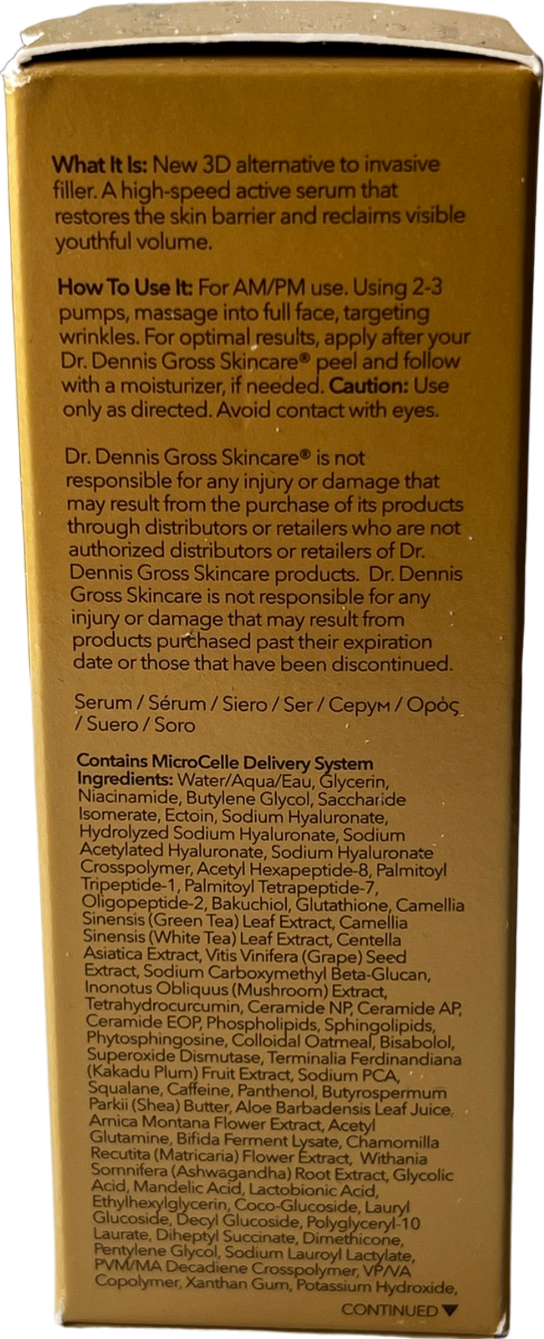 What It Is: New 3D alternative to invasive
filler. A high-speed active serum that
restores the skin barrier and reclaims visible
youthful volume.
How To Use It: For AM/PM use. Using 2-3
pumps, massage into full face, targeting
wrinkles. For optimal results, apply after your
Dr. Dennis Gross Skincare® peel and follow
with a moisturizer, if needed. Caution: Use
only as directed. Avoid contact with eyes.
Dr. Dennis Gross Skincare® is not
responsible for any injury or damage that
may result from the purchase of its products
through distributors or retailers who are not
authorized distributors or retailers of Dr.
Dennis Gross Skincare products. Dr. Dennis
Gross Skincare is not responsible for any
injury or damage that may result from
products purchased past their expiration
date or those that have been discontinued.
Serum / Sérum / Siero / Ser / Серум / Ορός
/ Suero / Soro
Contains MicroCelle Delivery System
Ingredients: Water/Aqua/Eau, Glycerin,
Niacinamide, Butylene Glycol, Saccharide
Isomerate, Ectoin, Sodium Hyaluronate,
Hydrolyzed Sodium Hyaluronate, Sodium
Acetylated Hyaluronate, Sodium Hyaluronate
Crosspolymer, Acetyl Hexapeptide-8, Palmitoyl
Tripeptide-1, Palmitoyl Tetrapeptide-7,
Oligopeptide-2, Bakuchiol, Glutathione, Camellia
Sinensis (Green Tea) Leaf Extract, Camellia
Sinensis (White Tea) Leaf Extract, Centella
Asiatica Extract, Vitis Vinifera (Grape) Seed
Extract, Sodium Carboxymethyl Beta-Glucan,
Inonotus Obliquus (Mushroom) Extract,
Tetrahydrocurcumin, Ceramide NP, Ceramide AP,
Ceramide EOP, Phospholipids, Sphingolipids,
Phytosphingosine, Colloidal Oatmeal, Bisabolol,
Superoxide Dismutase, Terminalia Ferdinandiana
(Kakadu Plum) Fruit Extract, Sodium PCA,
Squalane, Caffeine, Panthenol, Butyrospermum
Parkii (Shea) Butter, Aloe Barbadensis Leaf Juice,
Arnica Montana Flower Extract, Acetyl
Glutamine, Bifida Ferment Lysate, Chamomilla
Recutita (Matricaria) Flower Extract, Withania
Somnifera (Ashwagandha) Root Extract, Glycolic
Acid, Mandelic Acid, Lactobionic Acid,
Ethylhexylglycerin, Coco-Glucoside, Lauryl
Glucoside, Decyl Glucoside, Polyglyceryl-10
Laurate, Diheptyl Succinate, Dimethicone,
Pentylene Glycol, Sodium Lauroyl Lactylate,
PVM/MA Decadiene Crosspolymer, VP/VA
Copolymer, Xanthan Gum, Potassium Hydroxide,
CONTINUED▼